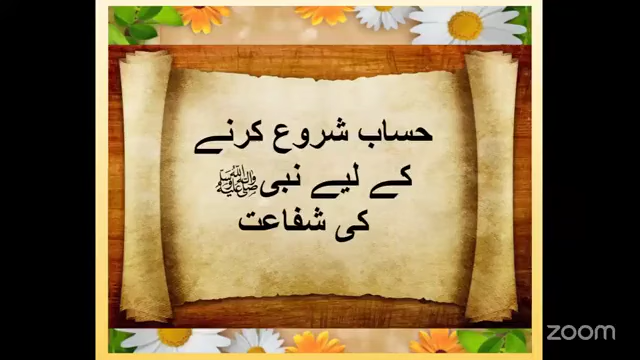 حساب شروع کرنے
کے لیے نبی ﷺ
کی شفاعت
zoom